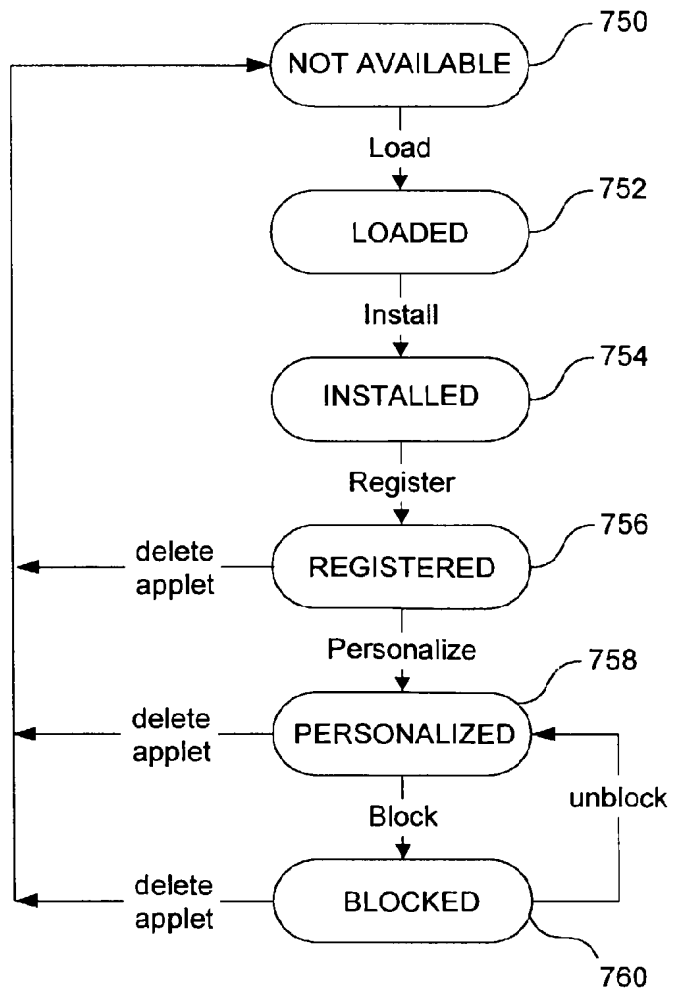 750
NOT AVAILABLE
Load
752
LOADED
Install
754
INSTALLED
Register
756
delete
applet
REGISTERED
Personalize
758
delete
applet
PERSONALIZED
unblock
Block
delete
applet
BLOCKED
760